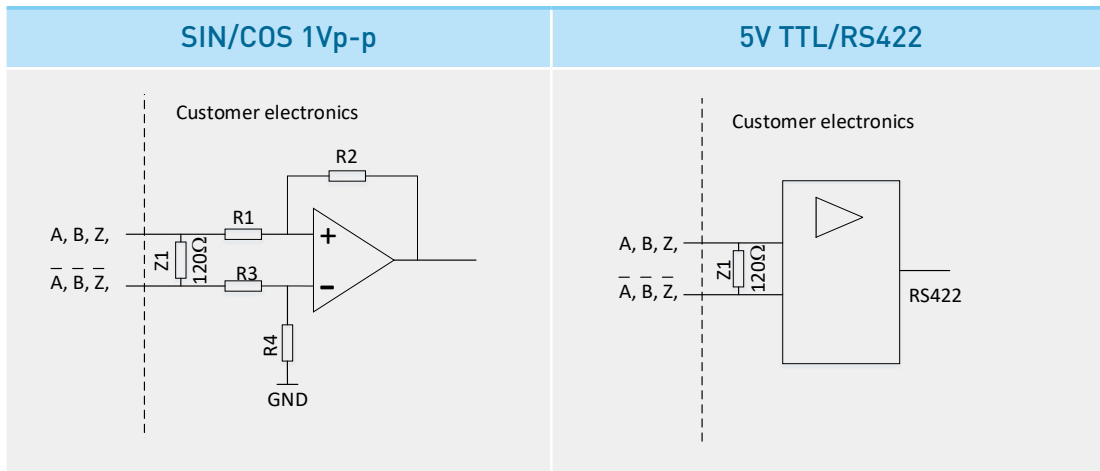 SIN/COS 1Vp-p
Customer electronics
R2
R1
A, B, Z,
Z1
120Ω
+
R3
A̅, B̅, Z̅,
-
R4
GND
5V TTL/RS422
Customer electronics
A, B, Z,
Z1
120Ω
A̅, B̅, Z̅,
RS422